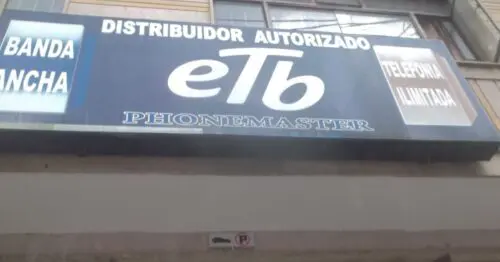 DISTRIBUIDOR AUTORIZADO
BANDA
ANCHA
eTb
TELEFONIA
ILIMITADA
PHONEMASTER